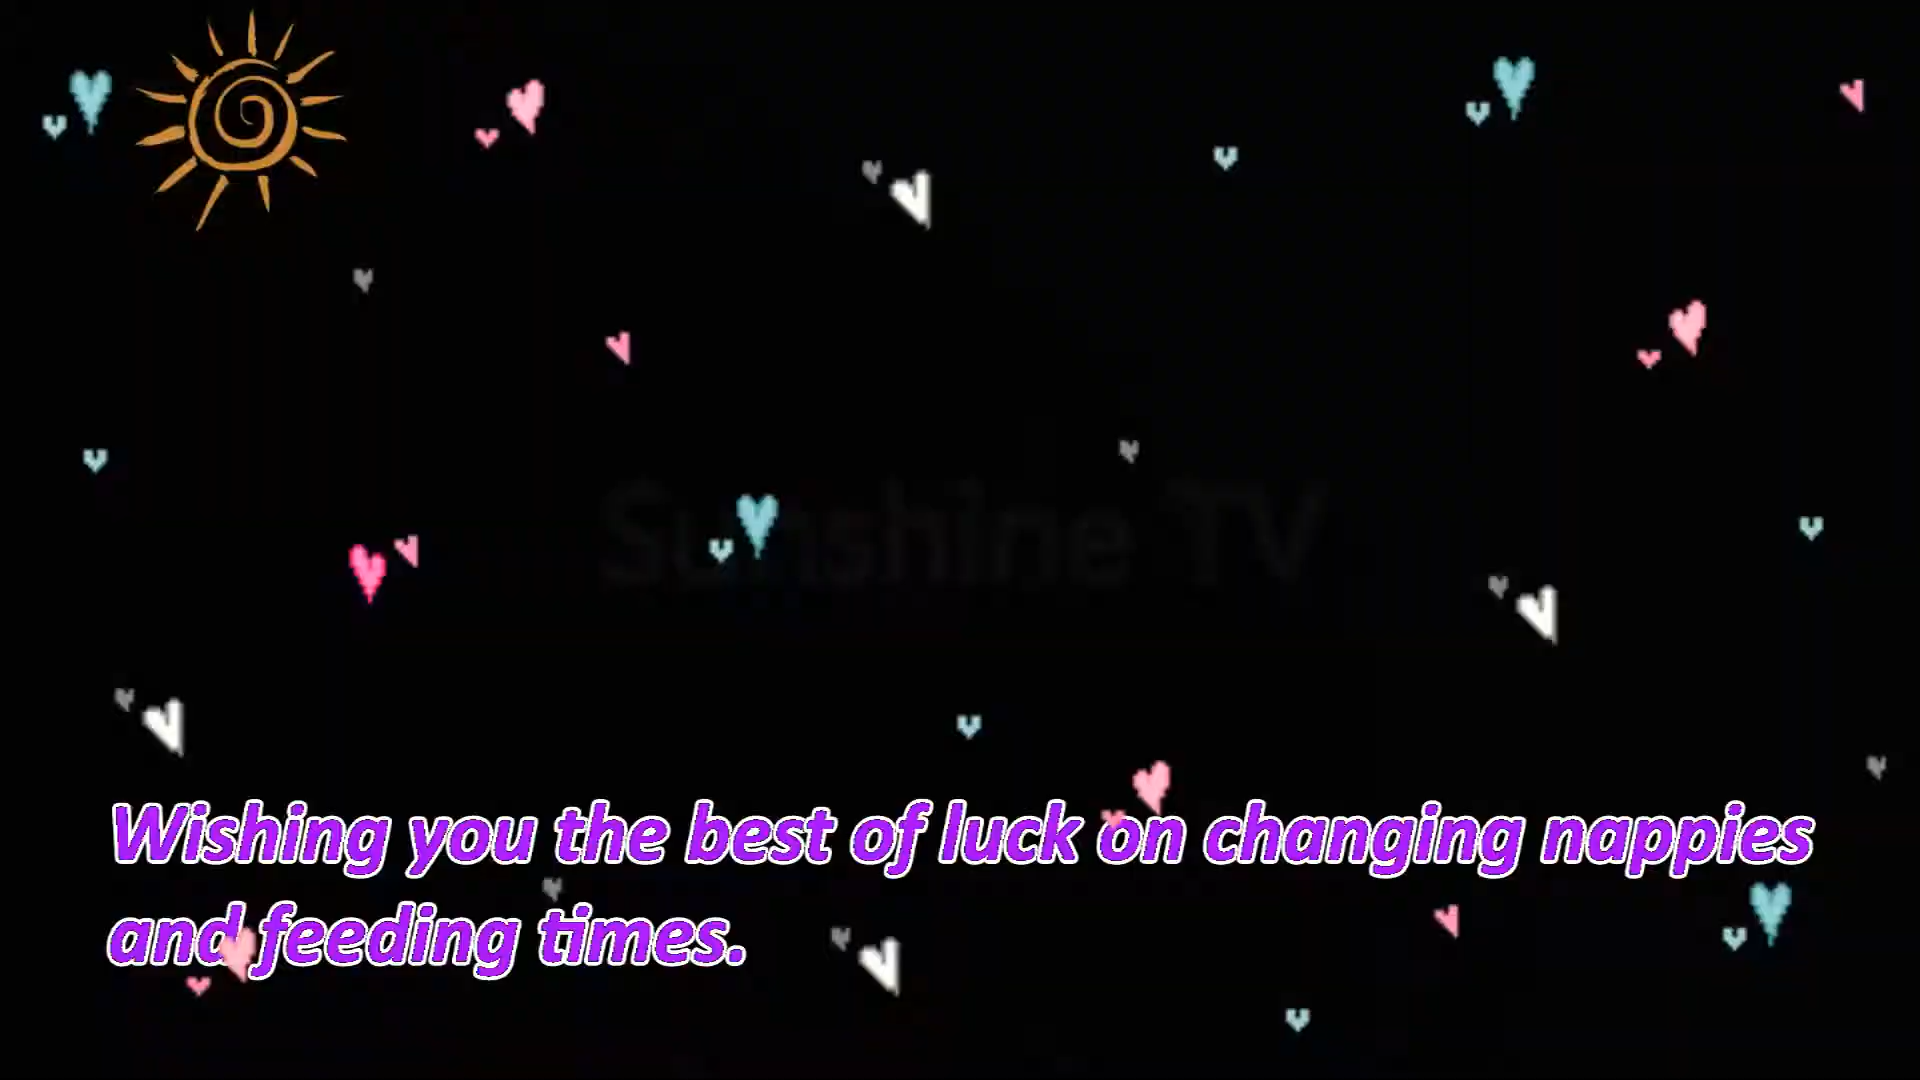 Sunshine TV
Wishing you the best of luck on changing nappies
and feeding times.